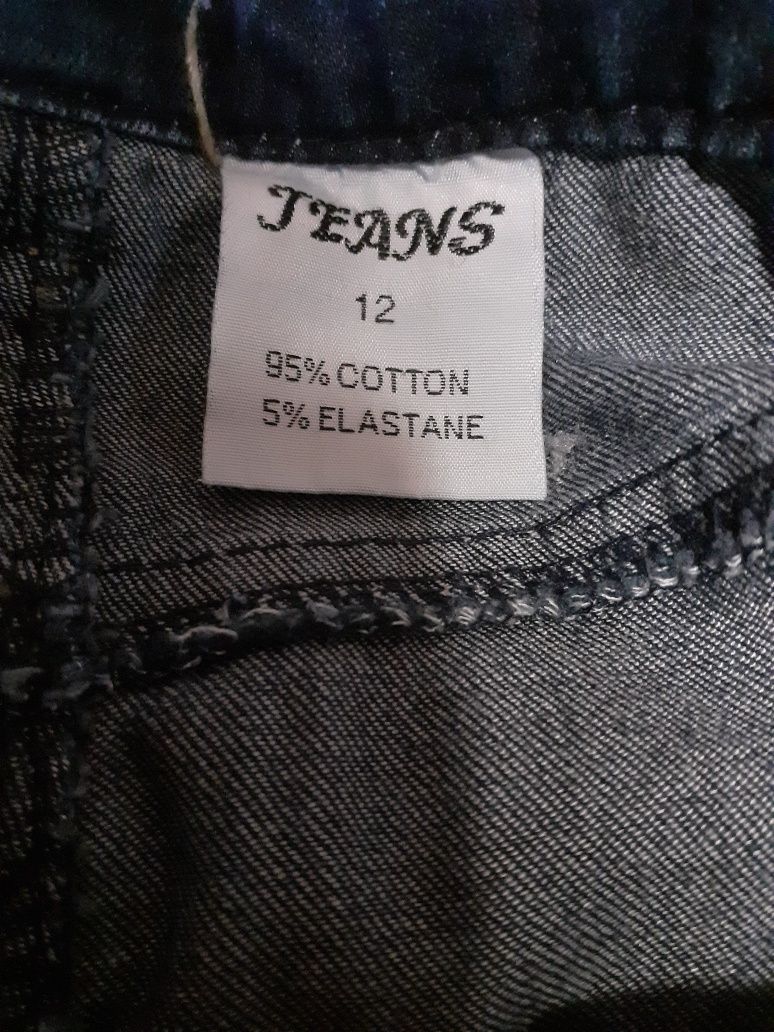 JEANS
12
95% COTTON
5% ELASTANE